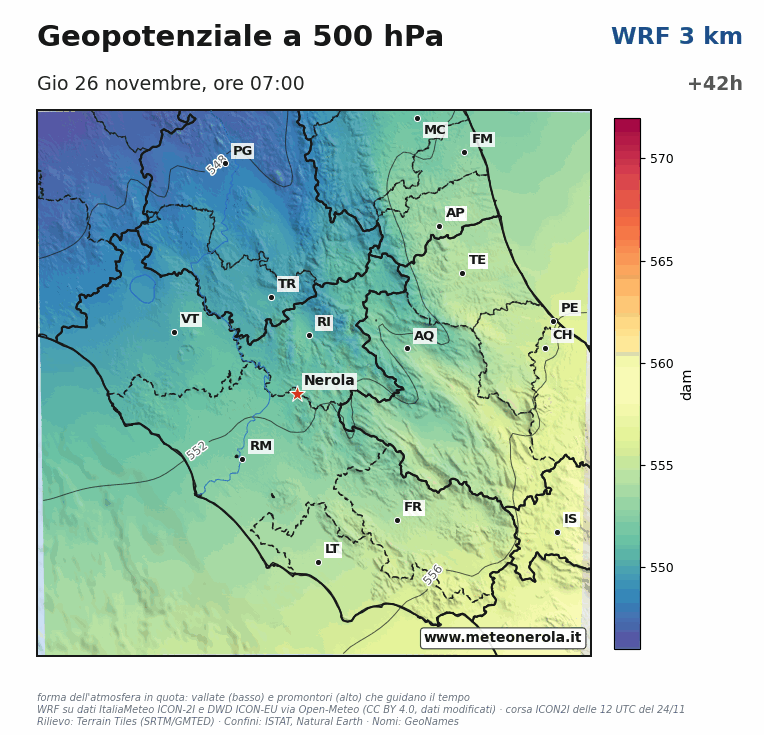 Geopotenziale a 500 hPa
WRF 3 km
Gio 26 novembre, ore 07:00
+42h
MC
FM
PG
548
AP
TE
TR
PE
VT
RI
AQ
CH
Nerola
552
RM
FR
IS
LT
556
www.meteonerola.it
570
565
560
555
550
dam
forma dell'atmosfera in quota: vallate (basso) e promontori (alto) che guidano il tempo
WRF su dati ItaliaMeteo ICON-2I e DWD ICON-EU via Open-Meteo (CC BY 4.0, dati modificati) · corsa ICON2I delle 12 UTC del 24/11
Rilievo: Terrain Tiles (SRTM/GMTED) · Confini: ISTAT, Natural Earth · Nomi: GeoNames